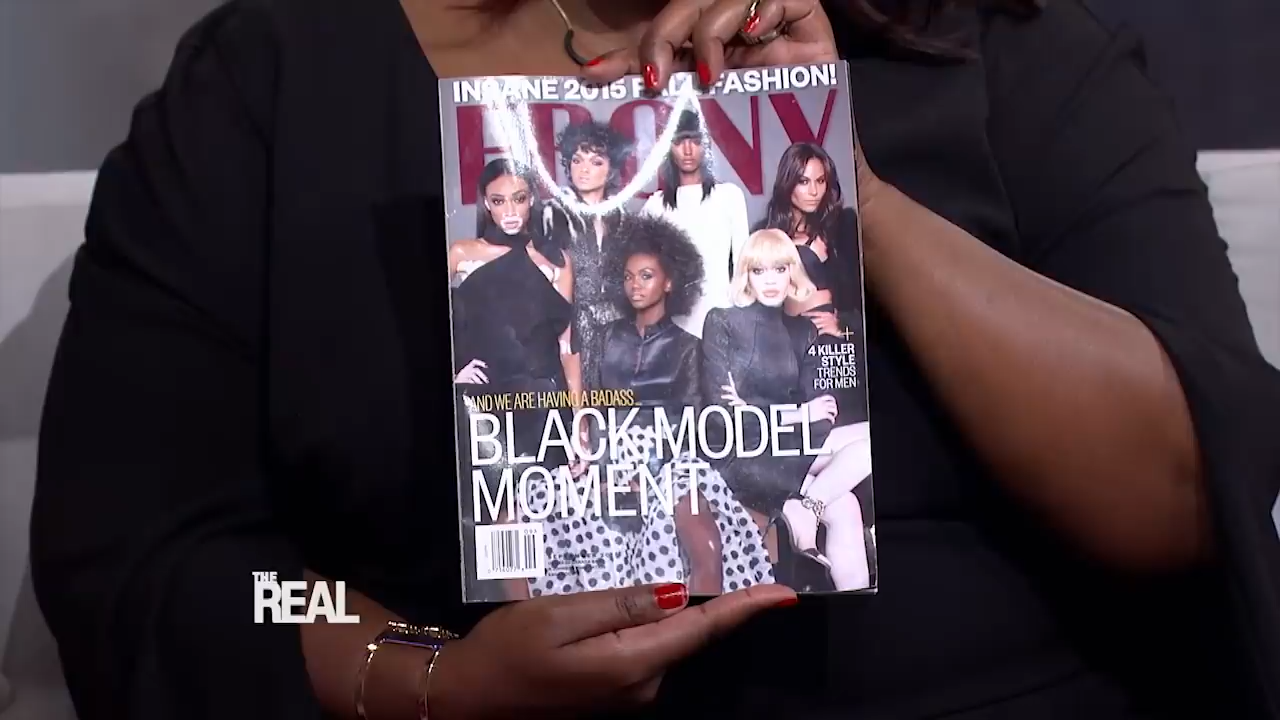 INSANE 2015 FALL FASHION!
EBONY
+
4 KILLER
STYLE
TRENDS
FOR MEN
AND WE ARE HAVING A BADASS...
BLACK MODEL
MOMENT
THE
REAL